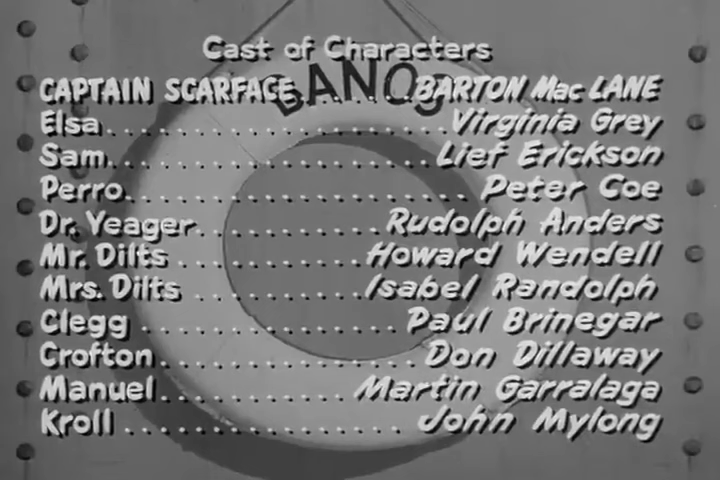 Cast of Characters
BANOS
CAPTAIN SCARFACE ....... BARTON Mac LANE
Elsa ........................ Virginia Grey
Sam ........................ Lief Erickson
Perro ........................ Peter Coe
Dr. Yeager ............ Rudolph Anders
Mr. Dilts ............ Howard Wendell
Mrs. Dilts ............ Isabel Randolph
Clegg ................ Paul Brinegar
Crofton ................ Don Dillaway
Manuel ............ Martin Garralaga
Kroll ................ John Mylong